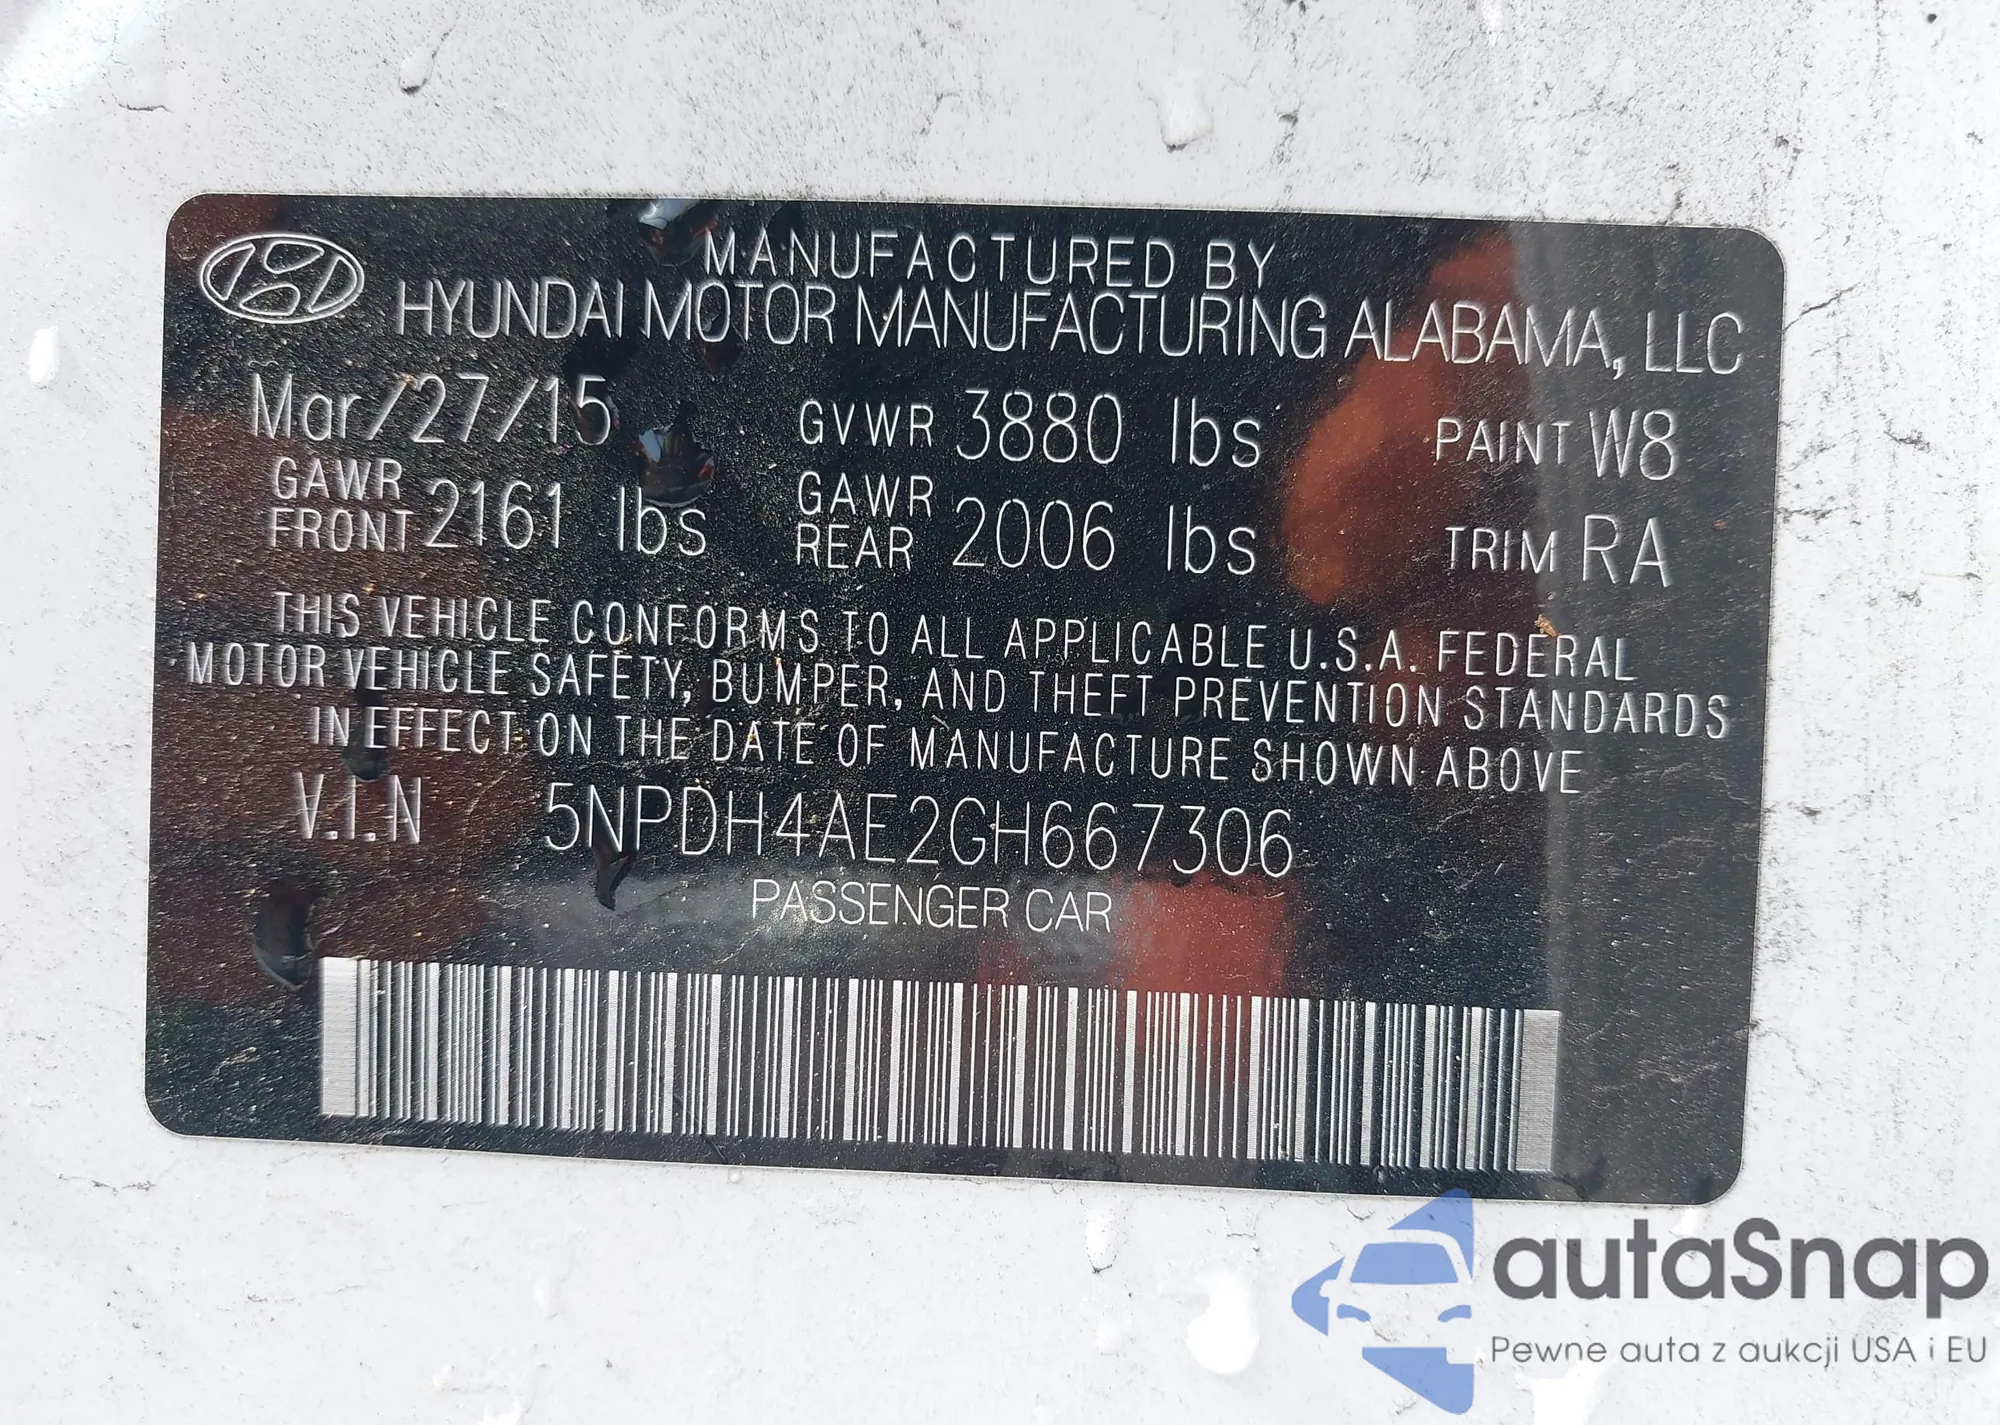 MANUFACTURED BY
HYUNDAI MOTOR MANUFACTURING ALABAMA, LLC
Mar/27/15 GVWR 3880 lbs PAINT W8
GAWR FRONT 2161 lbs GAWR REAR 2006 lbs TRIM RA
THIS VEHICLE CONFORMS TO ALL APPLICABLE U.S.A. FEDERAL
MOTOR VEHICLE SAFETY, BUMPER, AND THEFT PREVENTION STANDARDS
IN EFFECT ON THE DATE OF MANUFACTURE SHOWN ABOVE
V.I.N 5NPDH4AE2GH667306
PASSENGER CAR
autaSnap
Pewne auta z aukcji USA i EU